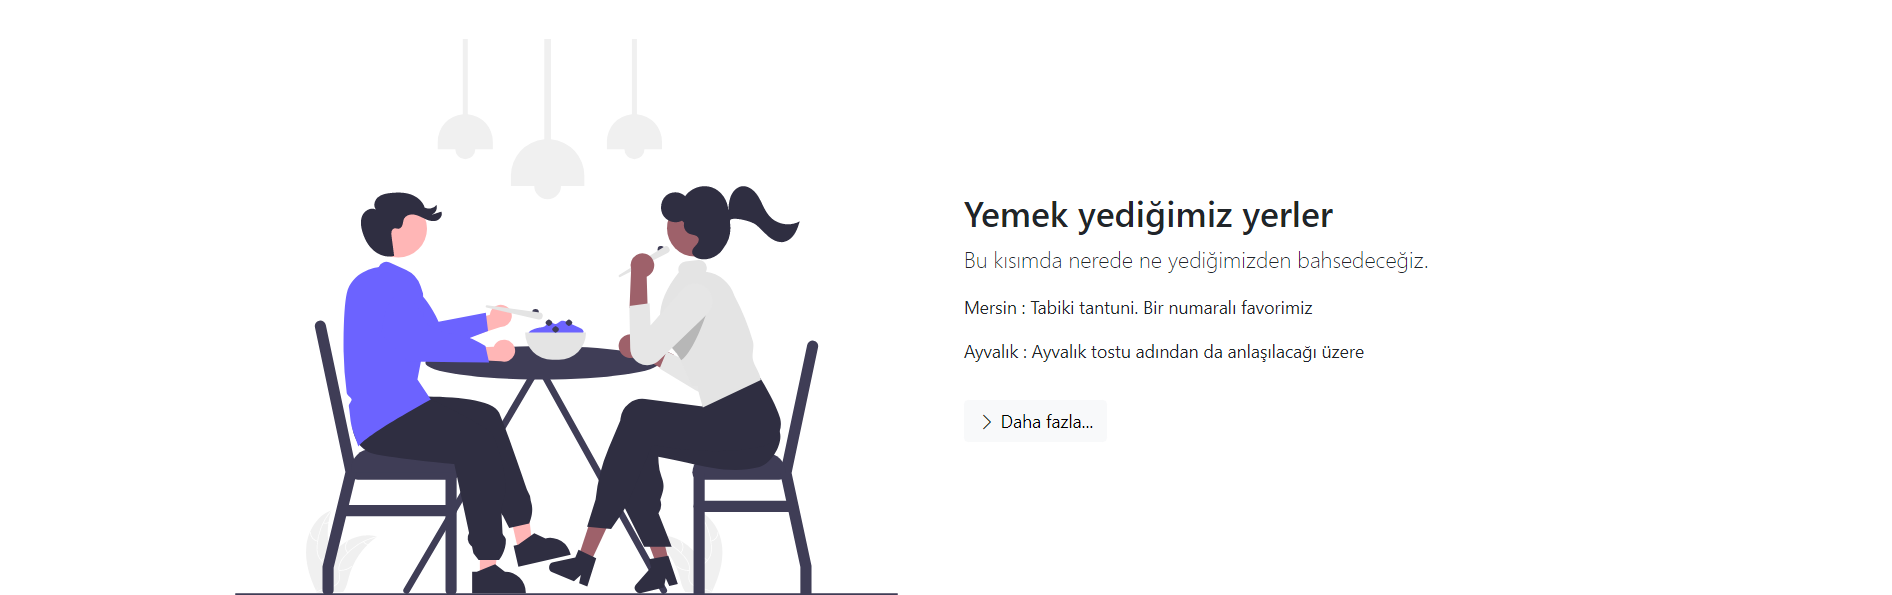 Yemek yediğimiz yerler
Bu kısımda nerede ne yediğimizden bahsedeceğiz.
Mersin : Tabiki tantuni. Bir numaralı favorimiz
Ayvalık : Ayvalık tostu adından da anlaşılacağı üzere
Daha fazla...